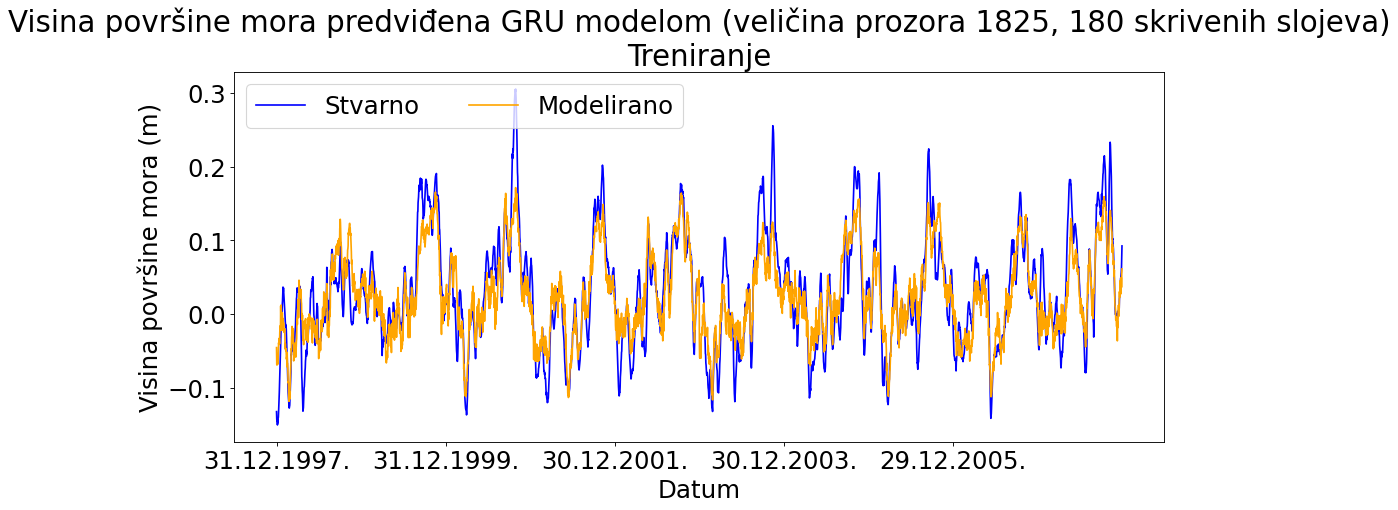 Visina površine mora predviđena GRU modelom (veličina prozora 1825, 180 skrivenih slojeva)
Treniranje
Stvarno
Modelirano
Visina površine mora (m)
0.3
0.2
0.1
0.0
−0.1
31.12.1997.
31.12.1999.
30.12.2001.
30.12.2003.
29.12.2005.
Datum